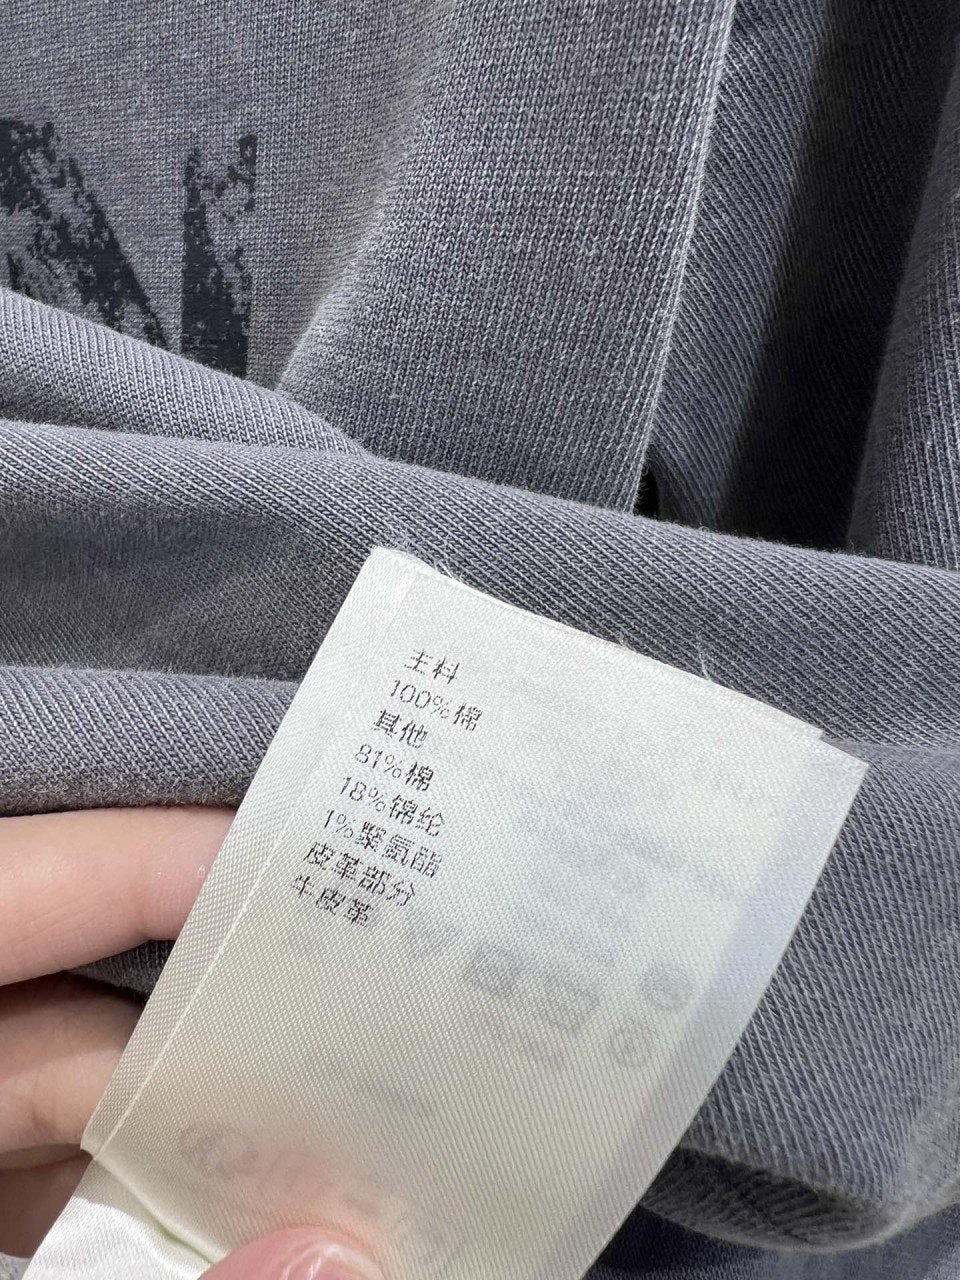 主料
100%棉
其他
81%棉
18%锦纶
1%聚氨酯
皮革部分
牛皮革